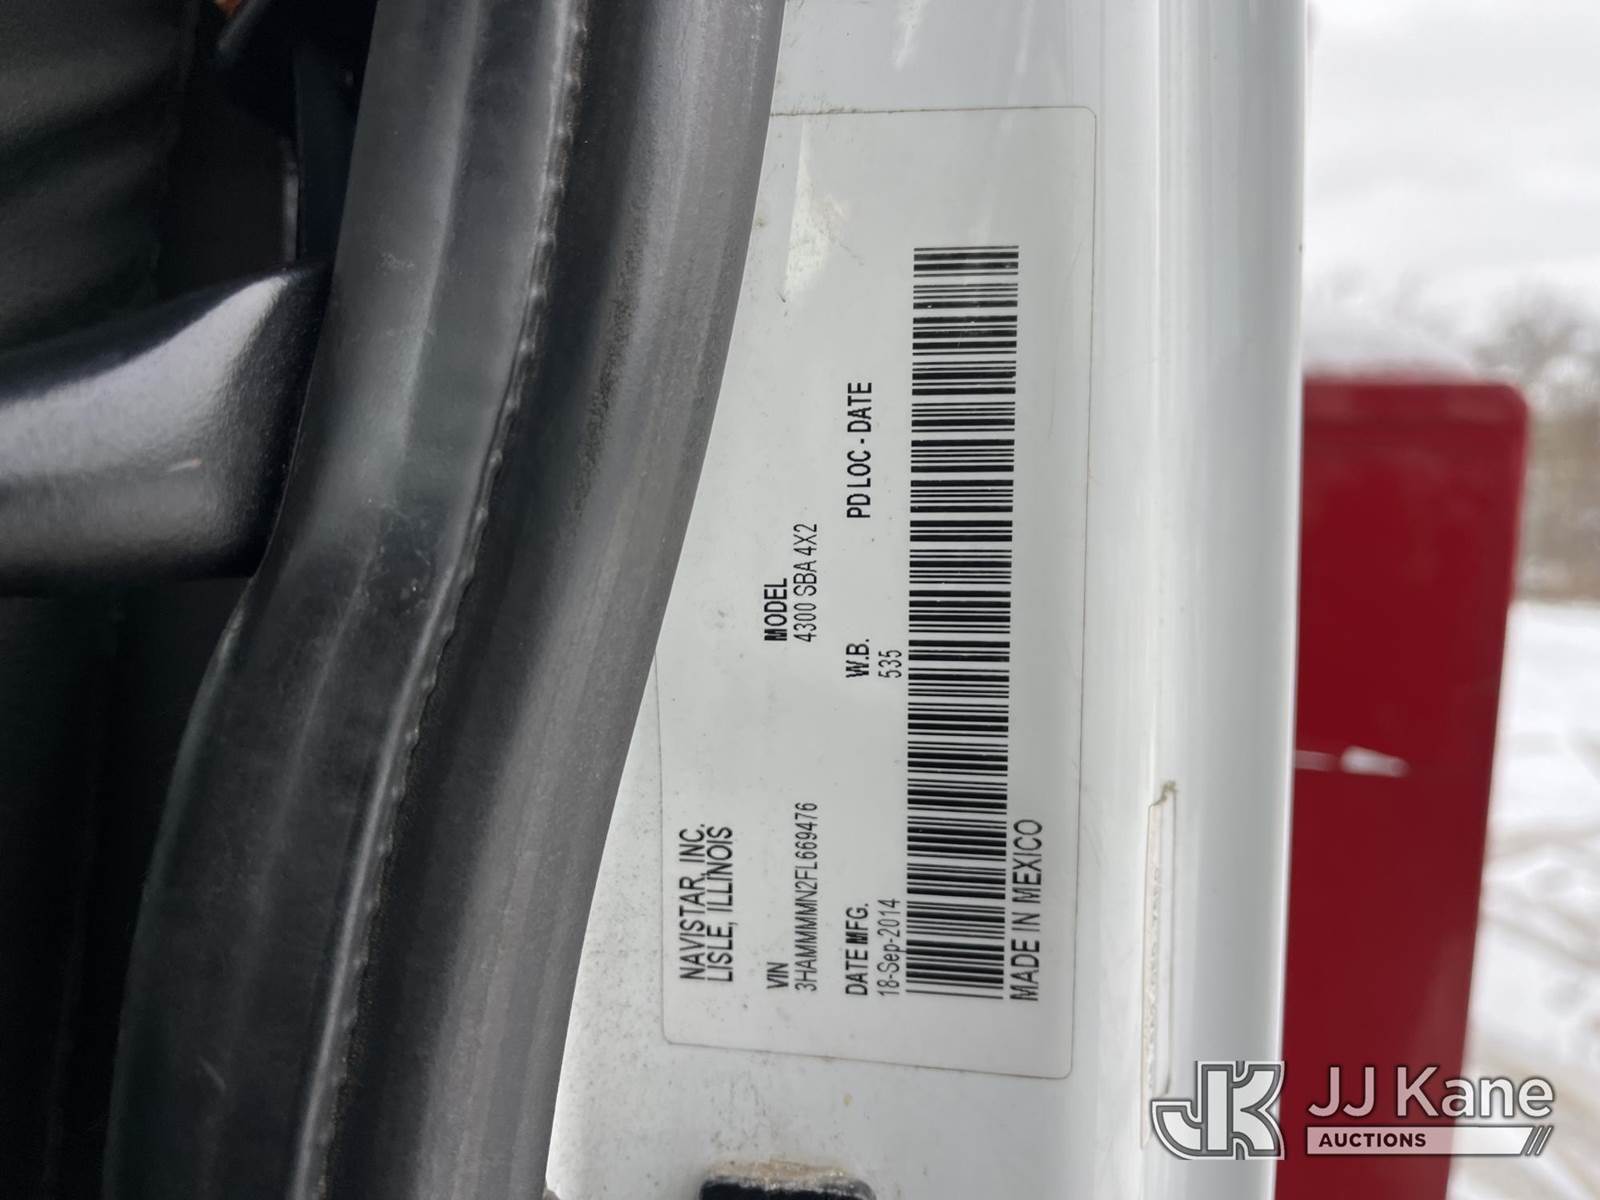 NAVISTAR, INC.
LISLE, ILLINOIS
VIN MODEL
3HAMMMMN2FL669476 4300 SBA 4X2
DATE MFG. W.B. PD LOC - DATE
18-Sep-2014 535
MADE IN MEXICO
JK JJ Kane
AUCTIONS